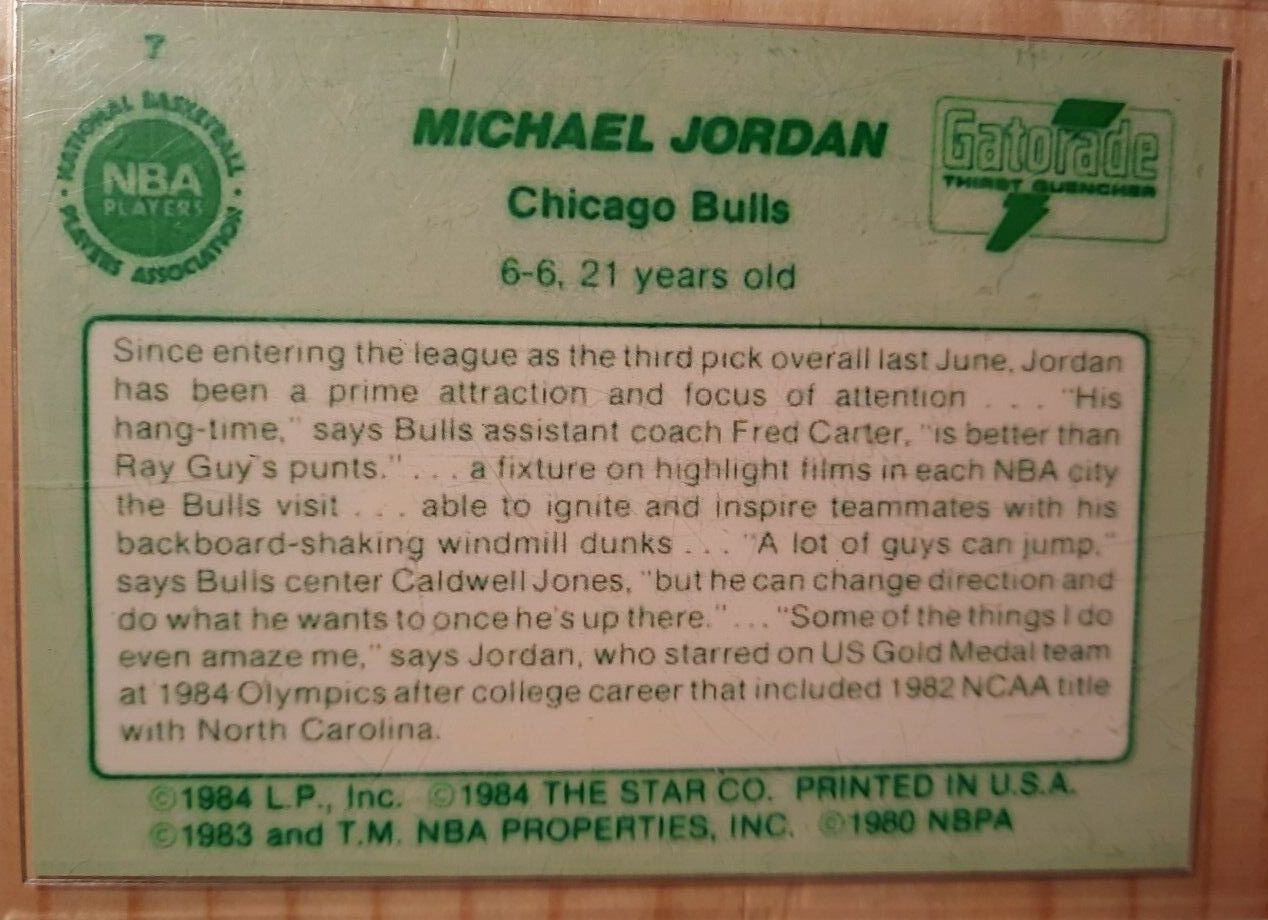 7
NATIONAL BASKETBALL
NBA
PLAYERS
PLAYERS ASSOCIATION
MICHAEL JORDAN
Gatorade
THIRST QUENCHER
Chicago Bulls
6-6, 21 years old
Since entering the league as the third pick overall last June, Jordan
has been a prime attraction and focus of attention . . . "His
hang-time," says Bulls assistant coach Fred Carter, "is better than
Ray Guy's punts." . . . a fixture on highlight films in each NBA city
the Bulls visit . . . able to ignite and inspire teammates with his
backboard-shaking windmill dunks . . . "A lot of guys can jump,"
says Bulls center Caldwell Jones, "but he can change direction and
do what he wants to once he's up there." . . . "Some of the things I do
even amaze me," says Jordan, who starred on US Gold Medal team
at 1984 Olympics after college career that included 1982 NCAA title
with North Carolina.
©1984 L.P., Inc. ©1984 THE STAR CO. PRINTED IN U.S.A.
©1983 and T.M. NBA PROPERTIES, INC. ©1980 NBPA